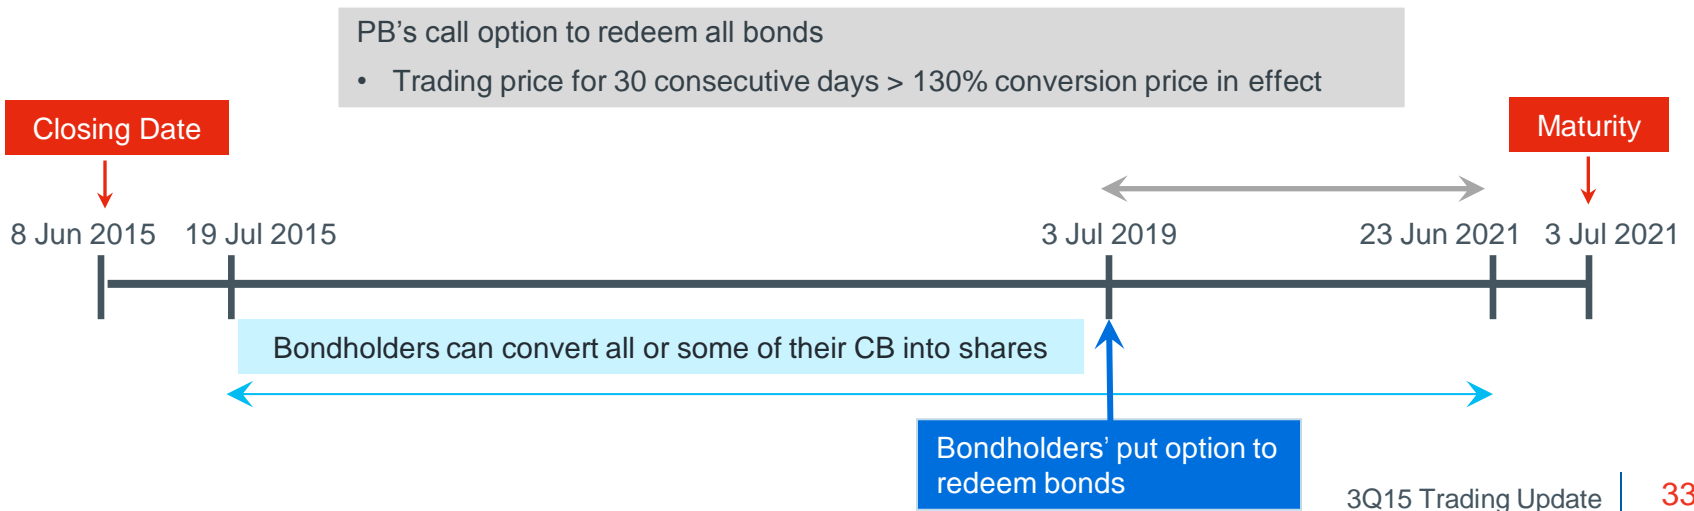 PB’s call option to redeem all bonds
• Trading price for 30 consecutive days > 130% conversion price in effect
Closing Date
Maturity
8 Jun 2015
19 Jul 2015
3 Jul 2019
23 Jun 2021
3 Jul 2021
Bondholders can convert all or some of their CB into shares
Bondholders’ put option to
redeem bonds
3Q15 Trading Update
33